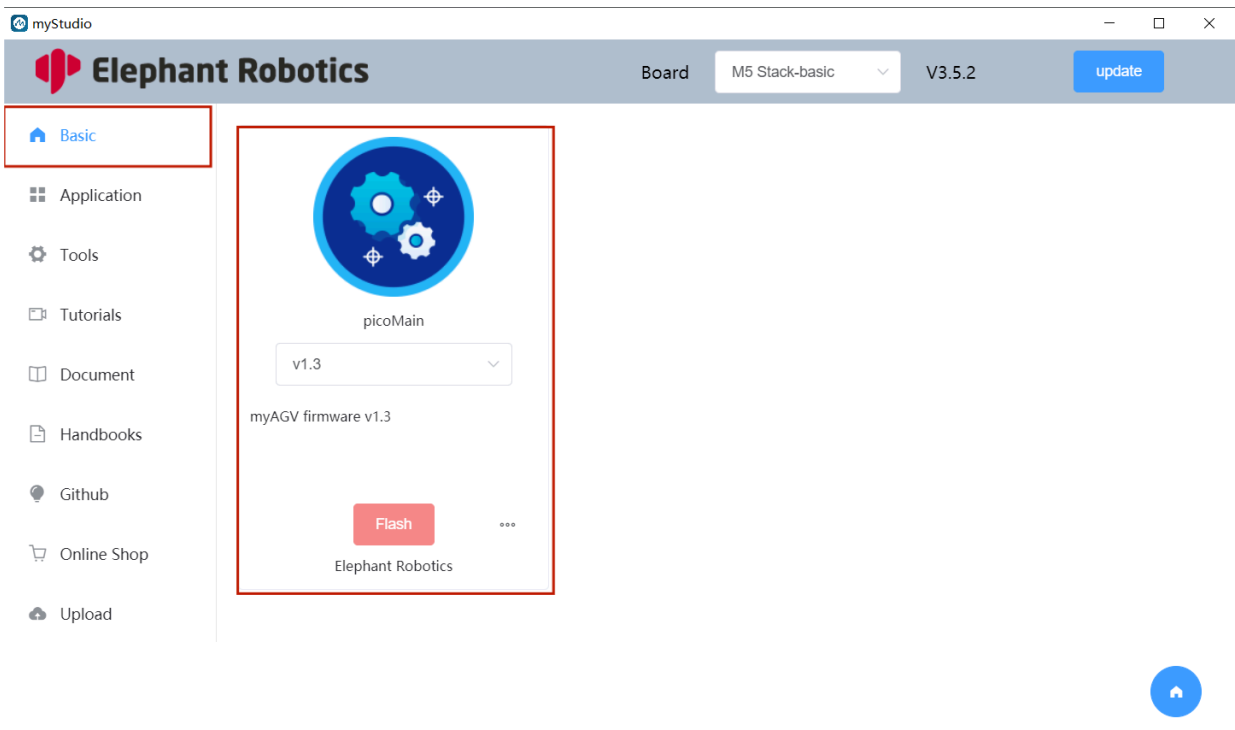 myStudio
Elephant Robotics
Board M5 Stack-basic V3.5.2 update
Basic
Application
Tools
Tutorials
Document
Handbooks
Github
Online Shop
Upload
picoMain
v1.3
myAGV firmware v1.3
Flash
Elephant Robotics